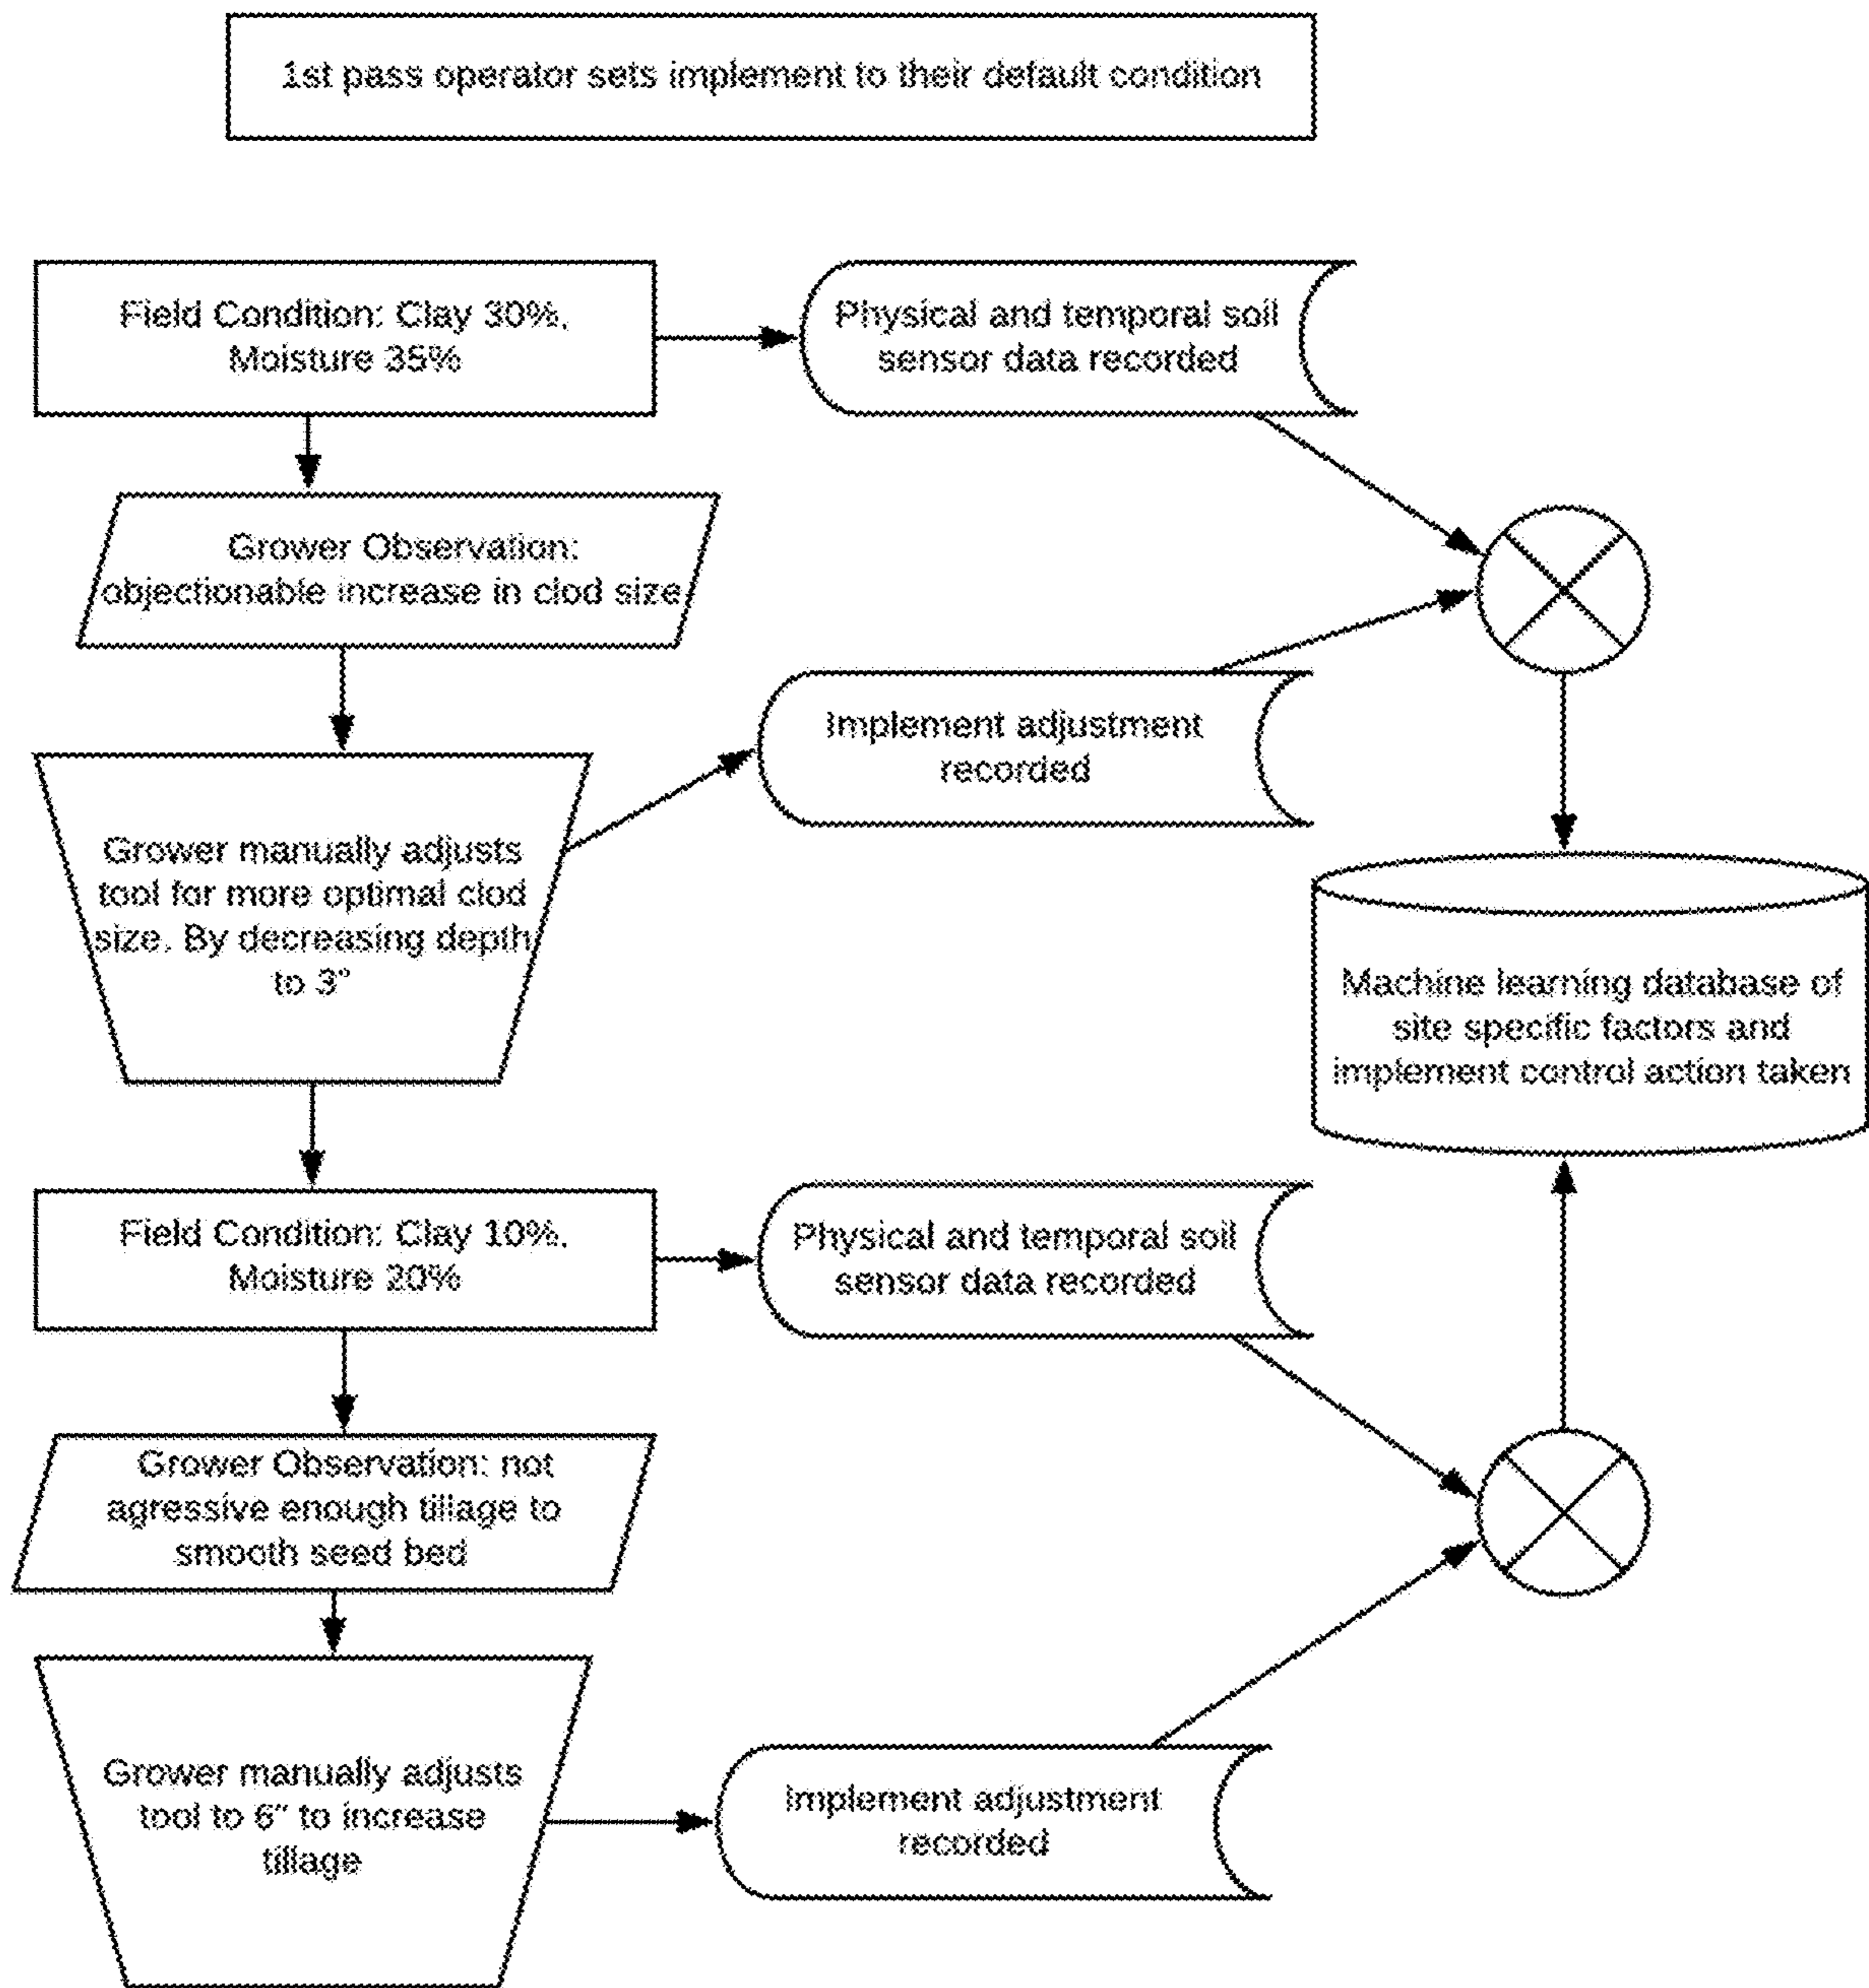 1st pass operator sets implement to their default condition
Field Condition: Clay 30%,
Moisture 35%
Physical and temporal soil
sensor data recorded
Grower Observation:
objectionable increase in clod size
Implement adjustment
recorded
Grower manually adjusts
tool for more optimal clod
size. By decreasing depth
to 3"
Machine learning database of
site specific factors and
implement control action taken
Field Condition: Clay 10%,
Moisture 20%
Physical and temporal soil
sensor data recorded
Grower Observation: not
agressive enough tillage to
smooth seed bed
Grower manually adjusts
tool to 6" to increase
tillage
Implement adjustment
recorded